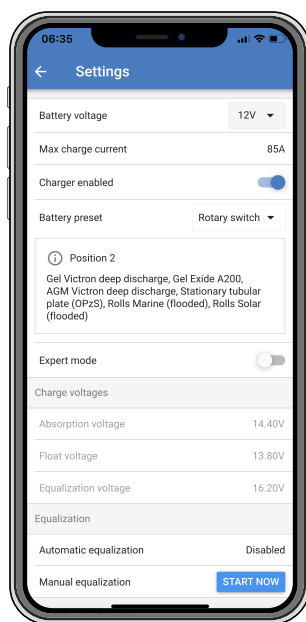 06:35
Settings
Battery voltage 12V
Max charge current 85A
Charger enabled
Battery preset Rotary switch
Position 2
Gel Victron deep discharge, Gel Exide A200,
AGM Victron deep discharge, Stationary tubular
plate (OPzS), Rolls Marine (flooded), Rolls Solar
(flooded)
Expert mode
Charge voltages
Absorption voltage 14.40V
Float voltage 13.80V
Equalization voltage 16.20V
Equalization
Automatic equalization Disabled
Manual equalization START NOW